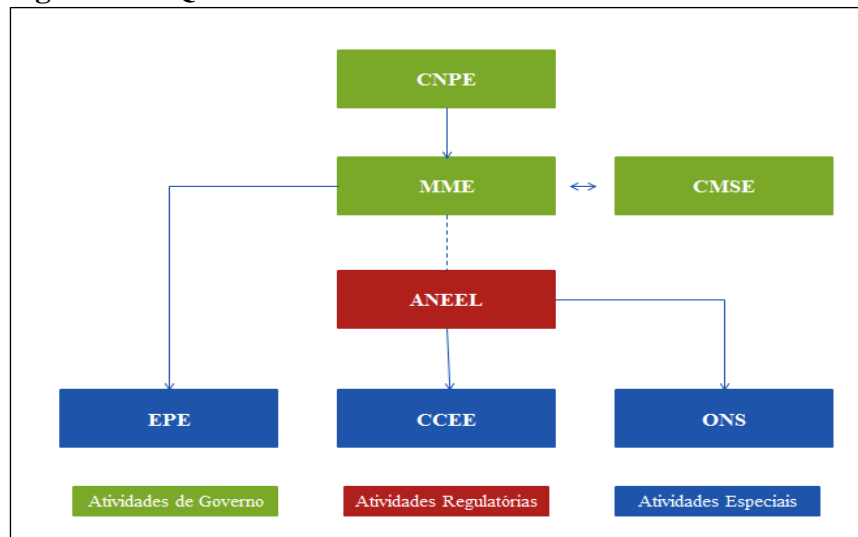 CNPE
MME
CMSE
ANEEL
EPE
CCEE
ONS
Atividades de Governo
Atividades Regulatórias
Atividades Especiais